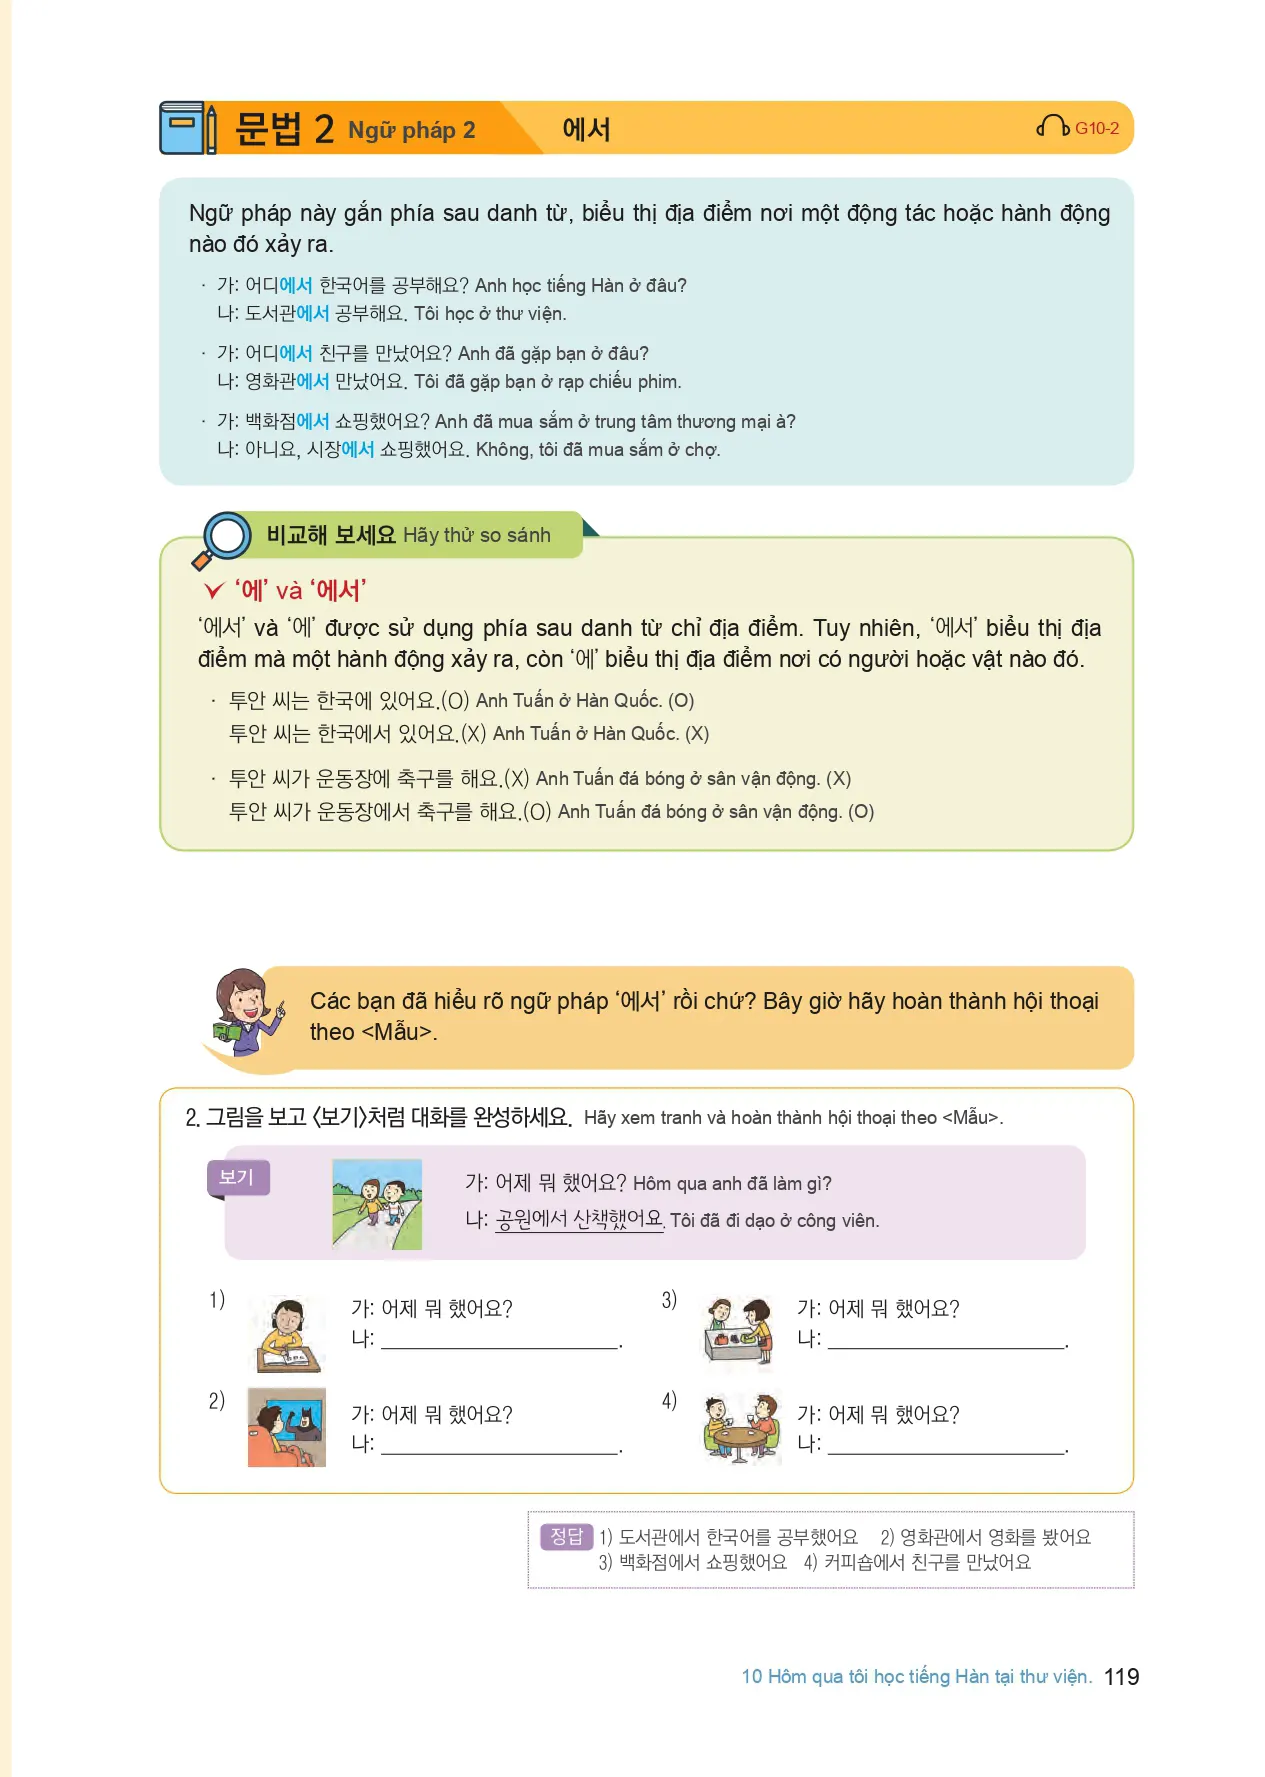 문법 2 Ngữ pháp 2 에서 G10-2
Ngữ pháp này gắn phía sau danh từ, biểu thị địa điểm nơi một động tác hoặc hành động
nào đó xảy ra.
· 가: 어디에서 한국어를 공부해요? Anh học tiếng Hàn ở đâu?
나: 도서관에서 공부해요. Tôi học ở thư viện.
· 가: 어디에서 친구를 만났어요? Anh đã gặp bạn ở đâu?
나: 영화관에서 만났어요. Tôi đã gặp bạn ở rạp chiếu phim.
· 가: 백화점에서 쇼핑했어요? Anh đã mua sắm ở trung tâm thương mại à?
나: 아니요, 시장에서 쇼핑했어요. Không, tôi đã mua sắm ở chợ.
비교해 보세요 Hãy thử so sánh
‘에’ và ‘에서’
‘에서’ và ‘에’ được sử dụng phía sau danh từ chỉ địa điểm. Tuy nhiên, ‘에서’ biểu thị địa
điểm mà một hành động xảy ra, còn ‘에’ biểu thị địa điểm nơi có người hoặc vật nào đó.
· 투안 씨는 한국에 있어요.(O) Anh Tuấn ở Hàn Quốc. (O)
투안 씨는 한국에서 있어요.(X) Anh Tuấn ở Hàn Quốc. (X)
· 투안 씨가 운동장에 축구를 해요.(X) Anh Tuấn đá bóng ở sân vận động. (X)
투안 씨가 운동장에서 축구를 해요.(O) Anh Tuấn đá bóng ở sân vận động. (O)
Các bạn đã hiểu rõ ngữ pháp ‘에서’ rồi chứ? Bây giờ hãy hoàn thành hội thoại
theo <Mẫu>.
2. 그림을 보고 <보기>처럼 대화를 완성하세요. Hãy xem tranh và hoàn thành hội thoại theo <Mẫu>.
보기
가: 어제 뭐 했어요? Hôm qua anh đã làm gì?
나: 공원에서 산책했어요. Tôi đã đi dạo ở công viên.
1) 가: 어제 뭐 했어요?
나: ______________________.
2) 가: 어제 뭐 했어요?
나: ______________________.
3) 가: 어제 뭐 했어요?
나: ______________________.
4) 가: 어제 뭐 했어요?
나: ______________________.
정답 1) 도서관에서 한국어를 공부했어요 2) 영화관에서 영화를 봤어요
3) 백화점에서 쇼핑했어요 4) 커피숍에서 친구를 만났어요
10 Hôm qua tôi học tiếng Hàn tại thư viện. 119